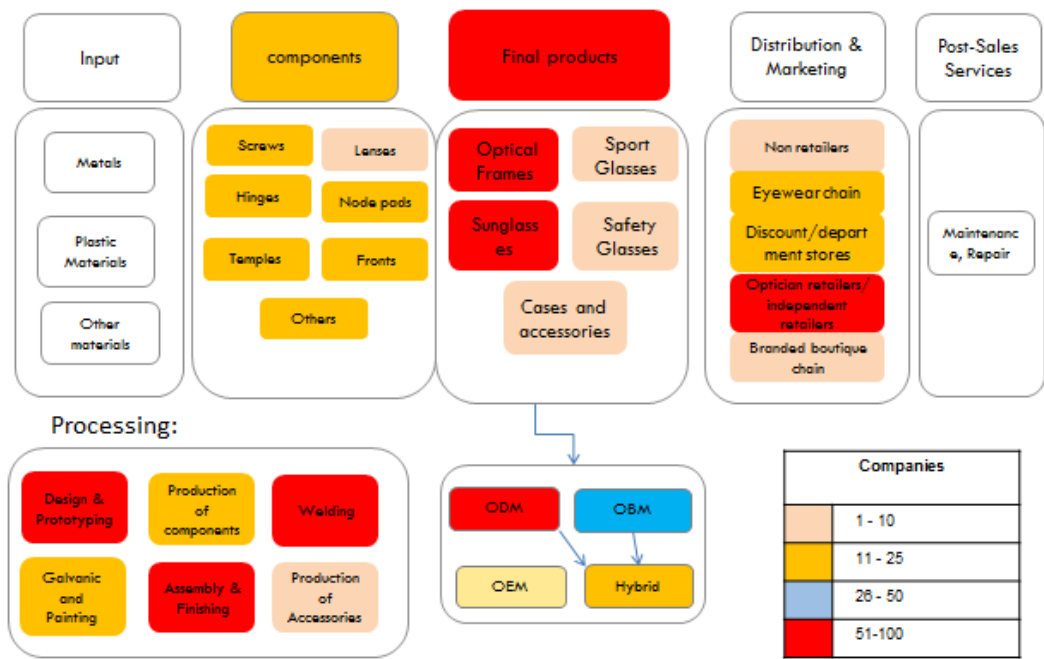 Input
components
Final products
Distribution &
Marketing
Post-Sales
Services
Metals
Plastic
Materials
Other
materials
Screws
Lenses
Hinges
Node pads
Temples
Fronts
Others
Optical
Frames
Sport
Glasses
Sunglass
es
Safety
Glasses
Cases and
accessories
Non retailers
Eyewear chain
Discount/depart
ment stores
Optician retailers/
independent
retailers
Branded boutique
chain
Maintenanc
e, Repair
Processing:
Design &
Prototyping
Production
of
components
Welding
Galvanic
and
Painting
Assembly &
Finishing
Production
of
Accessories
ODM
OBM
OEM
Hybrid
Companies
1 - 10
11 - 25
26 - 50
51-100